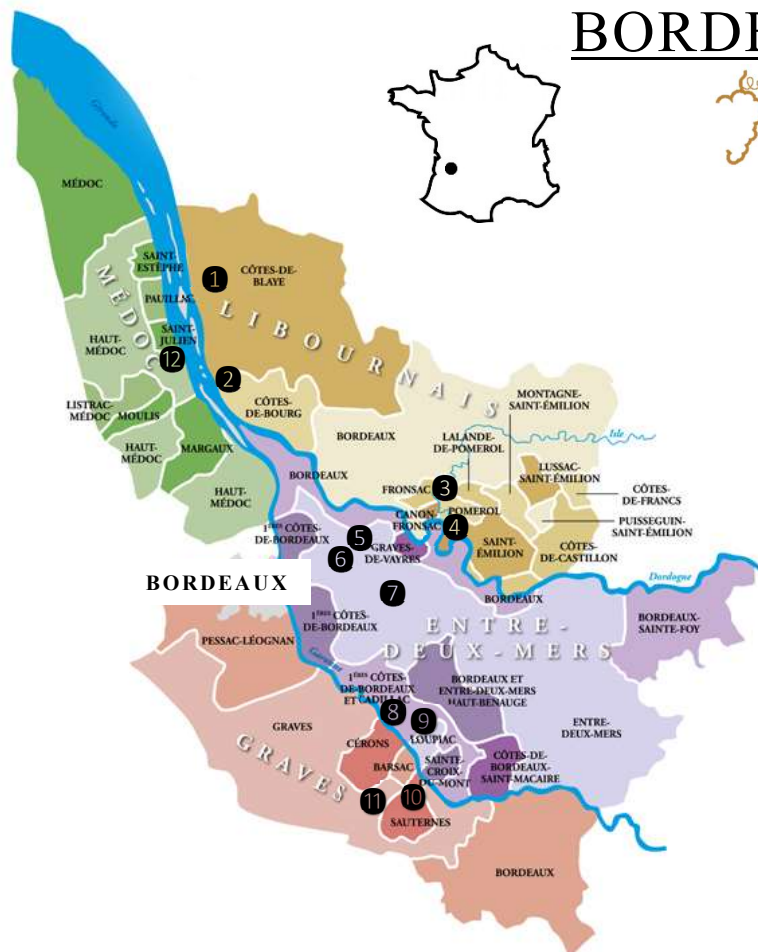 BORDE
Gironde
MÉDOC
SAINT-
ESTÈPHE
1
CÔTES-DE-
BLAYE
PAUILLAC
MÉDOC
LIBOURNAIS
SAINT-
JULIEN
HAUT-
MÉDOC
12
2
CÔTES-
DE-BOURG
MONTAGNE-
SAINT-ÉMILION
LISTRAC-
MÉDOC
MOULIS
BORDEAUX
LALANDE-
DE-POMEROL
Isle
HAUT-
MÉDOC
MARGAUX
LUSSAC-
SAINT-ÉMILION
BORDEAUX
FRONSAC
3
CÔTES-
DE-FRANCS
HAUT-
MÉDOC
CANON-
FRONSAC
POMEROL
4
PUISSEGUIN-
SAINT-ÉMILION
1ÈRES CÔTES-
DE-BORDEAUX
5
6
GRAVES-
DE-VAYRES
SAINT-
ÉMILION
CÔTES-
DE-CASTILLON
BORDEAUX
7
BORDEAUX
Dordogne
1ÈRES CÔTES-
DE-BORDEAUX
ENTRE-
DEUX-MERS
BORDEAUX-
SAINTE-FOY
PESSAC-LÉOGNAN
Garonne
1ÈRES CÔTES-
DE-BORDEAUX
ET CADILLAC
BORDEAUX ET
ENTRE-DEUX-MERS
HAUT-BENAUGE
8
9
GRAVES
LOUPIAC
ENTRE-
DEUX-MERS
CÉRONS
GRAVES
BARSAC
SAINTE-
CROIX-
DU-MONT
CÔTES-DE-
BORDEAUX-
SAINT-MACAIRE
11
10
SAUTERNES
BORDEAUX